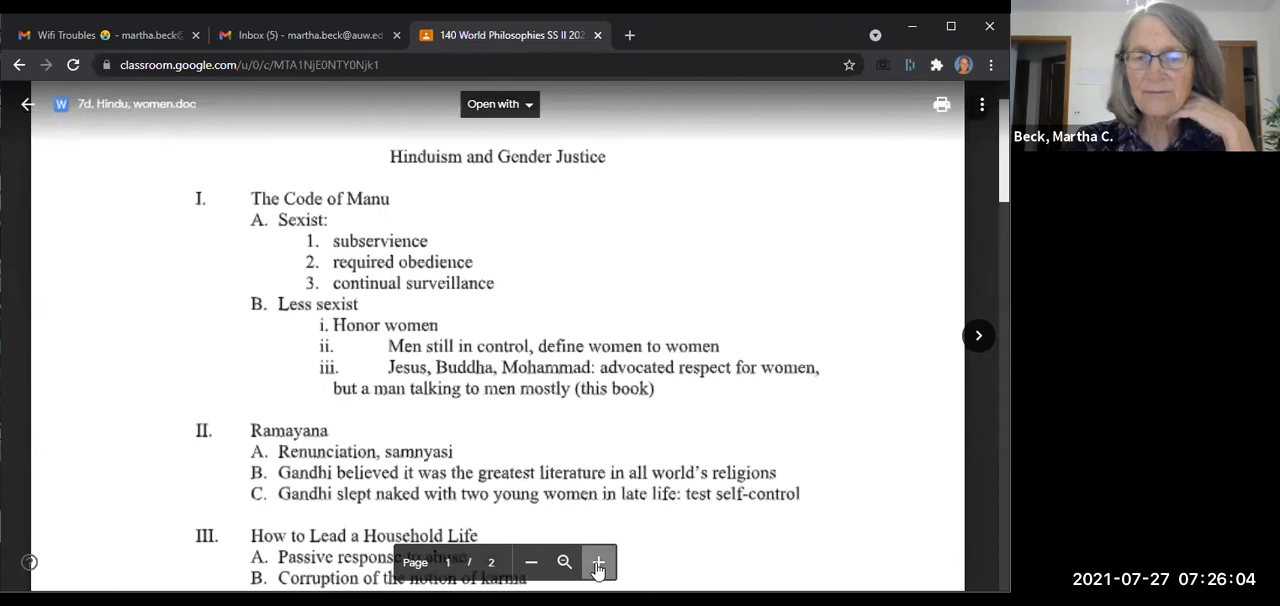 Wifi Troubles 😭 - martha.beck@
Inbox (5) - martha.beck@auw.ed
140 World Philosophies SS II 202
classroom.google.com/u/0/c/MTA1NjE0NTY0Njk1
7d, Hindu, women.doc
Open with
Beck, Martha C.
Hinduism and Gender Justice
I. The Code of Manu
A. Sexist:
1. subservience
2. required obedience
3. continual surveillance
B. Less sexist
i. Honor women
ii. Men still in control, define women to women
iii. Jesus, Buddha, Mohammad: advocated respect for women,
but a man talking to men mostly (this book)
II. Ramayana
A. Renunciation, samnyasi
B. Gandhi believed it was the greatest literature in all world's religions
C. Gandhi slept naked with two young women in late life: test self-control
III. How to Lead a Household Life
A. Passive response to abuse
B. Corruption of the notion of karma
Page 1 / 2
2021-07-27 07:26:04